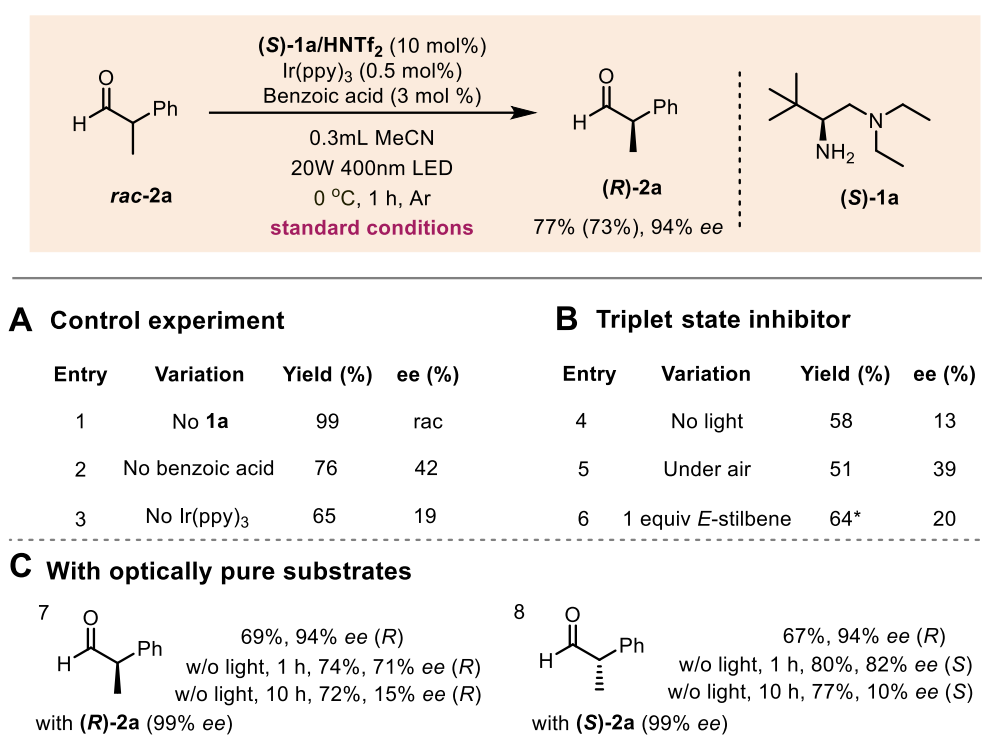 (S)-1a/HNTf2 (10 mol%)
Ir(ppy)3 (0.5 mol%)
Benzoic acid (3 mol %)
O
H
Ph
rac-2a
0.3mL MeCN
20W 400nm LED
0 °C, 1 h, Ar
standard conditions
O
H
Ph
(R)-2a
77% (73%), 94% ee
N
NH2
(S)-1a
A Control experiment
Entry Variation Yield (%) ee (%)
1 No 1a 99 rac
2 No benzoic acid 76 42
3 No Ir(ppy)3 65 19
B Triplet state inhibitor
Entry Variation Yield (%) ee (%)
4 No light 58 13
5 Under air 51 39
6 1 equiv E-stilbene 64* 20
C With optically pure substrates
7
O
H
Ph
69%, 94% ee (R)
w/o light, 1 h, 74%, 71% ee (R)
w/o light, 10 h, 72%, 15% ee (R)
with (R)-2a (99% ee)
8
O
H
Ph
67%, 94% ee (R)
w/o light, 1 h, 80%, 82% ee (S)
w/o light, 10 h, 77%, 10% ee (S)
with (S)-2a (99% ee)